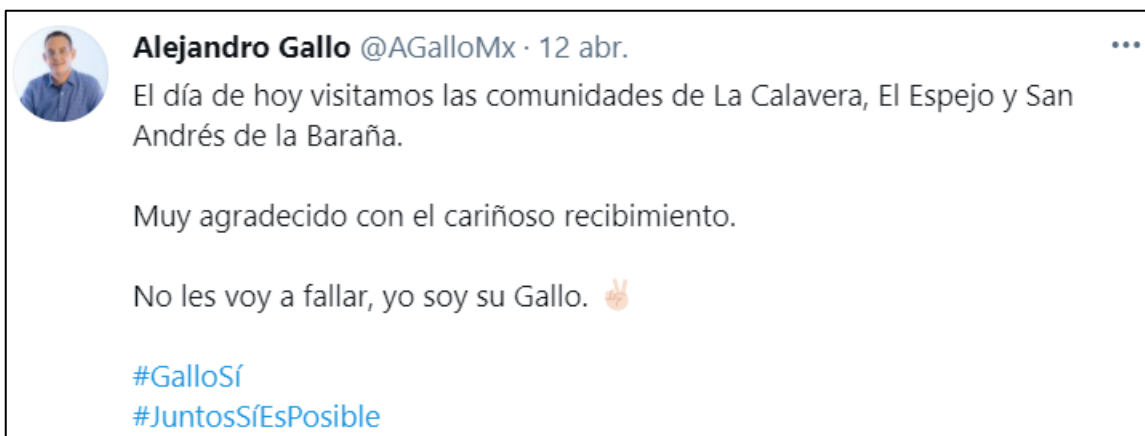 Alejandro Gallo @AGalloMx · 12 abr.
El día de hoy visitamos las comunidades de La Calavera, El Espejo y San
Andrés de la Baraña.
Muy agradecido con el cariñoso recibimiento.
No les voy a fallar, yo soy su Gallo. ✌🏻
#GalloSí
#JuntosSíEsPosible